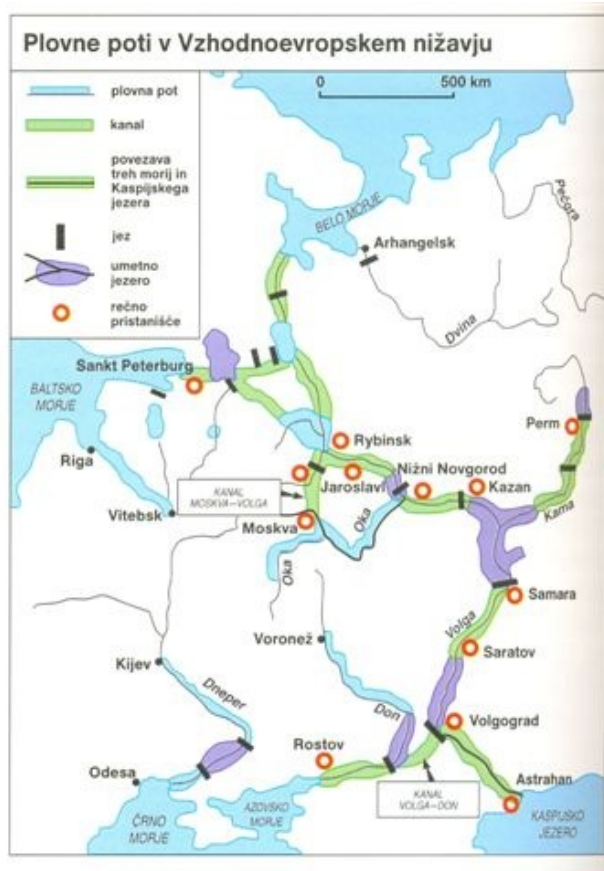 Plovne poti v Vzhodnoevropskem nižavju
0
500 km
plovna pot
kanal
povezava
treh morij in
Kaspijskega
jezera
jez
umetno
jezero
rečno
pristanišče
BELO MORJE
Arhangelsk
Pečora
Dvina
Sankt Peterburg
BALTSKO
MORJE
Riga
Vitebsk
Rybinsk
Perm
Nižni Novgorod
Jaroslavl
Kazan
KANAL
MOSKVA–VOLGA
Moskva
Oka
Oka
Kama
Samara
Volga
Voronež
Saratov
Kijev
Dneper
Don
Volgograd
Rostov
Odesa
Astrahan
KANAL
VOLGA–DON
ČRNO
MORJE
AZOVSKO
MORJE
KASPIJSKO
JEZERO